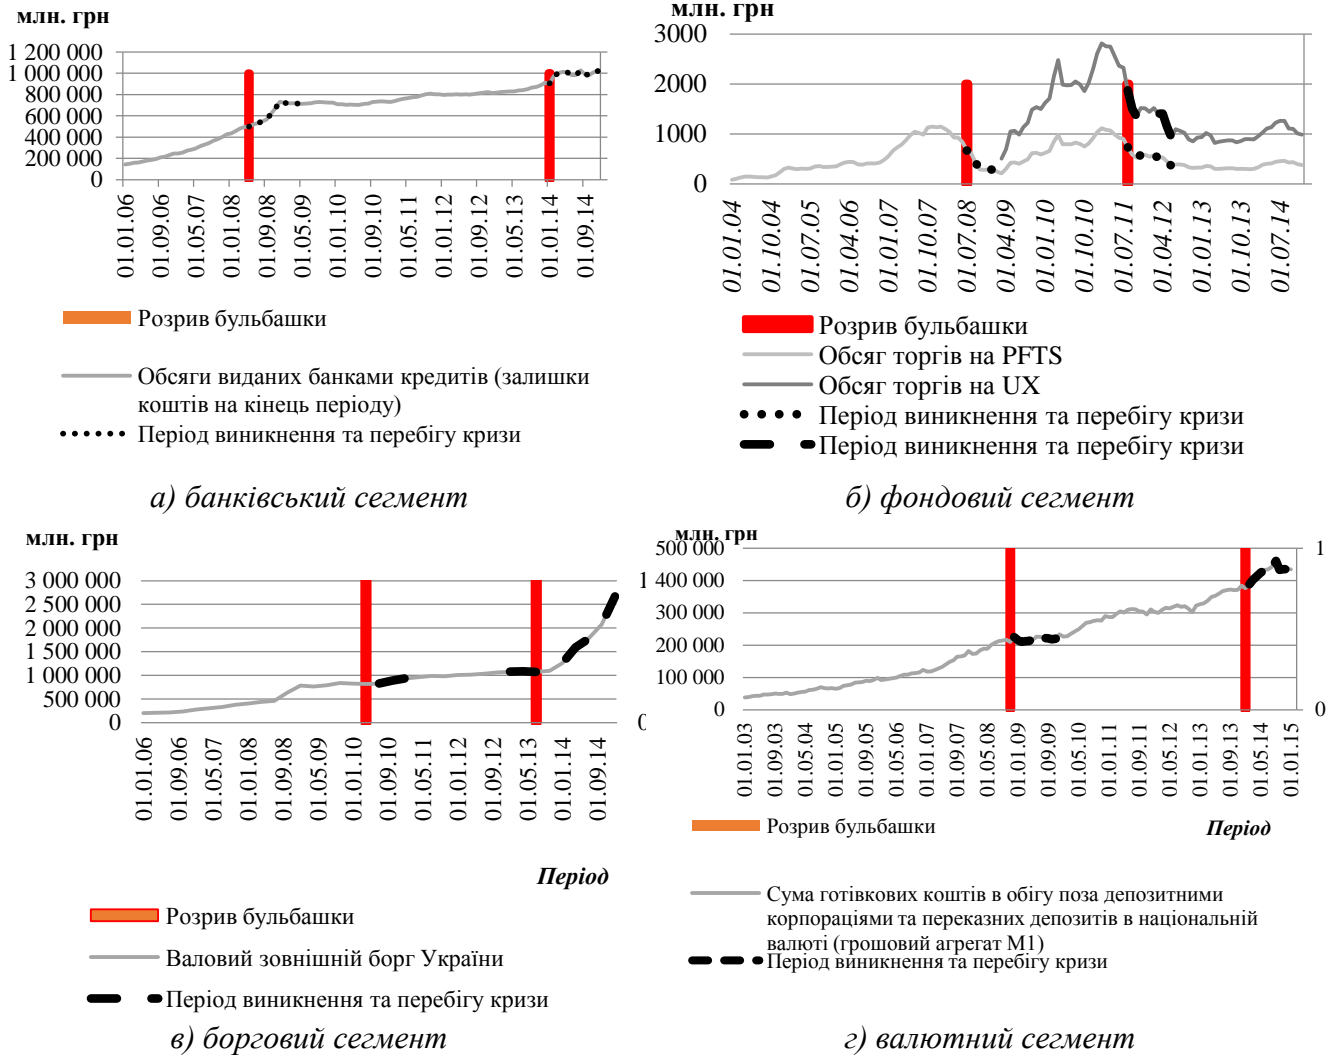 млн. грн
1 200 000
1 000 000
800 000
600 000
400 000
200 000
0
01.01.06
01.09.06
01.05.07
01.01.08
01.09.08
01.05.09
01.01.10
01.09.10
01.05.11
01.01.12
01.09.12
01.05.13
01.01.14
01.09.14
Розрив бульбашки
Обсяги виданих банками кредитів (залишки
коштів на кінець періоду)
Період виникнення та перебігу кризи
а) банківський сегмент
млн. грн
3000
2000
1000
0
01.01.04
01.10.04
01.07.05
01.04.06
01.01.07
01.10.07
01.07.08
01.04.09
01.01.10
01.10.10
01.07.11
01.04.12
01.01.13
01.10.13
01.07.14
Розрив бульбашки
Обсяг торгів на PFTS
Обсяг торгів на UX
Період виникнення та перебігу кризи
Період виникнення та перебігу кризи
б) фондовий сегмент
млн. грн
3 000 000
2 500 000
2 000 000
1 500 000
1 000 000
500 000
0
1
0
01.01.06
01.09.06
01.05.07
01.01.08
01.09.08
01.05.09
01.01.10
01.09.10
01.05.11
01.01.12
01.09.12
01.05.13
01.01.14
01.09.14
Період
Розрив бульбашки
Валовий зовнішній борг України
Період виникнення та перебігу кризи
в) борговий сегмент
млн. грн
500 000
400 000
300 000
200 000
100 000
0
1
0
01.01.03
01.09.03
01.05.04
01.01.05
01.09.05
01.05.06
01.01.07
01.09.07
01.05.08
01.01.09
01.09.09
01.05.10
01.01.11
01.09.11
01.05.12
01.01.13
01.09.13
01.05.14
01.01.15
Розрив бульбашки
Період
Сума готівкових коштів в обігу поза депозитними
корпораціями та переказних депозитів в національній
валюті (грошовий агрегат М1)
Період виникнення та перебігу кризи
г) валютний сегмент